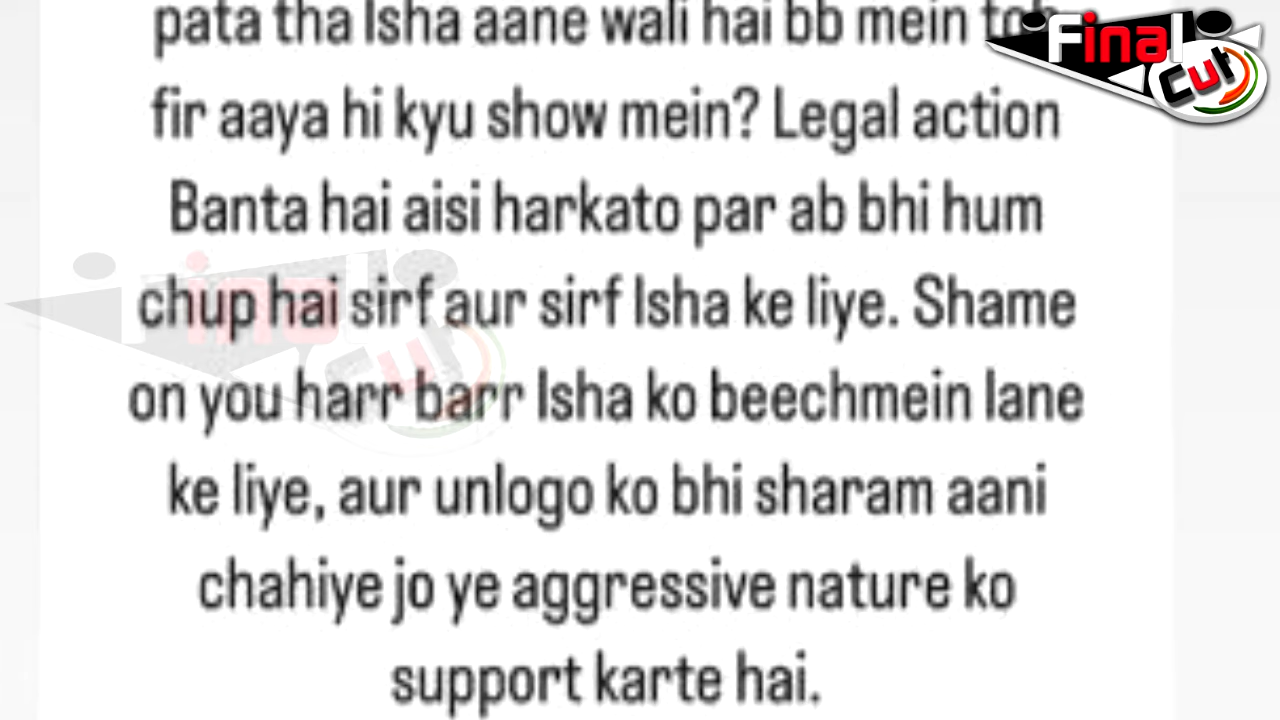 pata tha Isha aane wali hai bb mein toh
fir aaya hi kyu show mein? Legal action
Banta hai aisi harkato par ab bhi hum
chup hai sirf aur sirf Isha ke liye. Shame
on you harr barr Isha ko beechmein lane
ke liye, aur unlogo ko bhi sharam aani
chahiye jo ye aggressive nature ko
support karte hai.
Final
Cut
Final
Cut